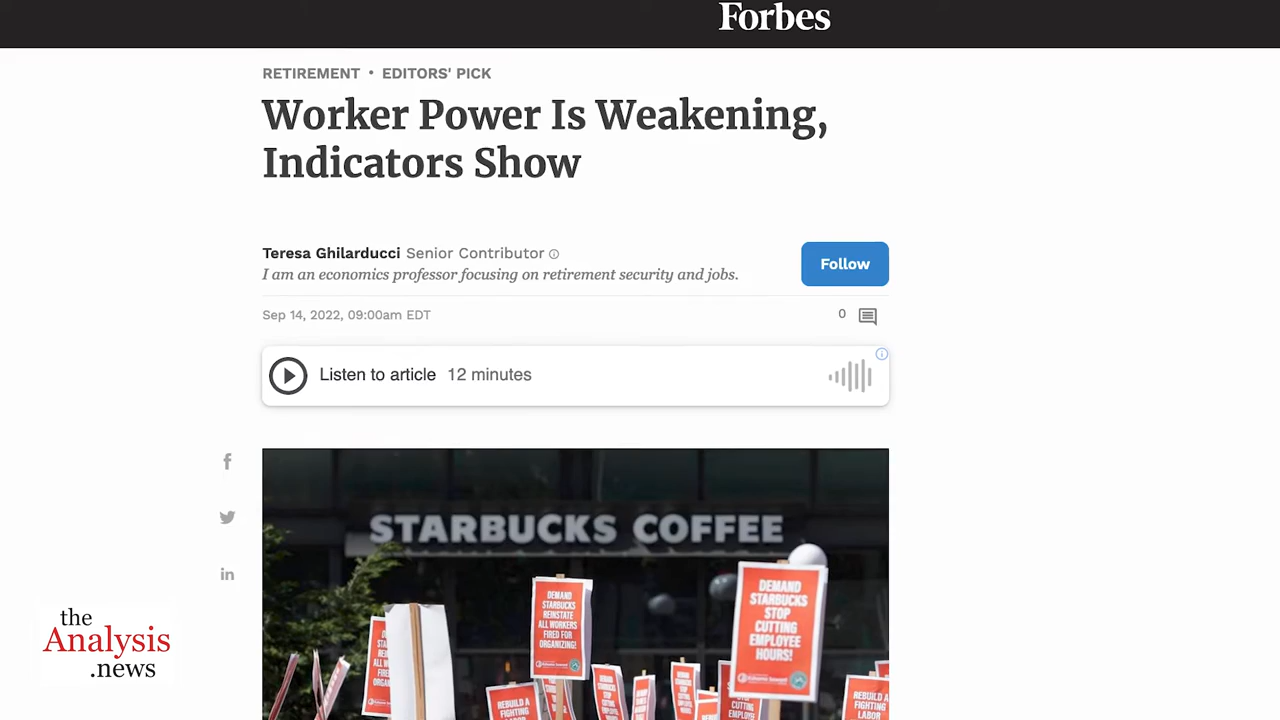 Forbes
RETIREMENT • EDITORS' PICK
Worker Power Is Weakening,
Indicators Show
Teresa Ghilarducci Senior Contributor
I am an economics professor focusing on retirement security and jobs.
Follow
Sep 14, 2022, 09:00am EDT
0
Listen to article 12 minutes
STARBUCKS COFFEE
DEMAND
STARBUCKS
REINSTATE
ALL WORKERS
FIRED FOR
ORGANIZING!
DEMAND
STARBUCKS
STOP
CUTTING
EMPLOYEE
HOURS!
REBUILD A
FIGHTING
LABOR
REBUILD A
FIGHTING
LABOR
the
Analysis
.news